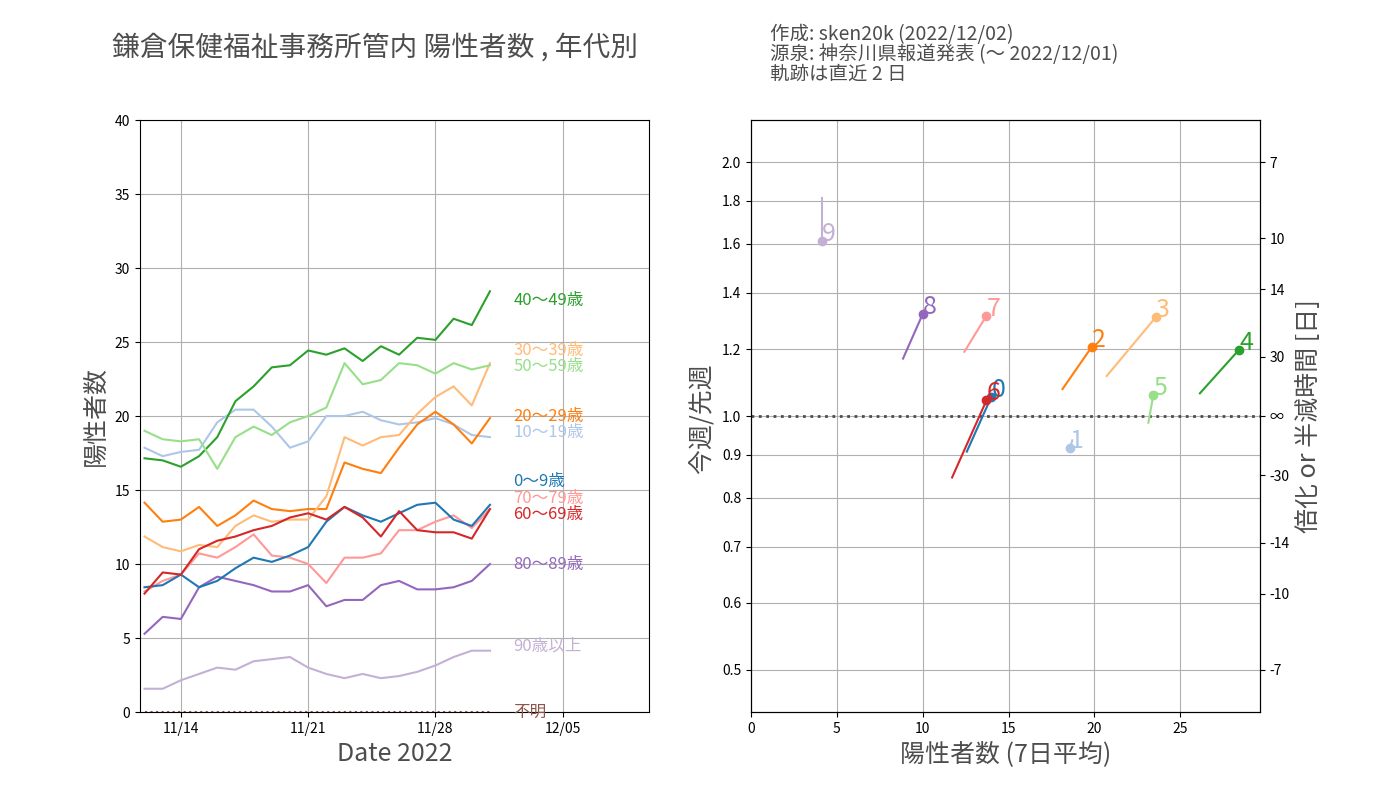 鎌倉保健福祉事務所管内 陽性者数 , 年代別
作成: sken20k (2022/12/02)
源泉: 神奈川県報道発表 (〜 2022/12/01)
軌跡は直近 2 日
陽性者数
40
35
30
25
20
15
10
5
0
11/14
11/21
11/28
12/05
Date 2022
40〜49歳
30〜39歳
50〜59歳
20〜29歳
10〜19歳
0〜9歳
70〜79歳
60〜69歳
80〜89歳
90歳以上
不明
今週/先週
2.0
1.8
1.6
1.4
1.2
1.0
0.9
0.8
0.7
0.6
0.5
9
8
7
3
2
4
6
0
5
1
0
5
10
15
20
25
陽性者数 (7日平均)
7
10
14
30
∞
-30
-14
-10
-7
倍化 or 半減時間 [日]